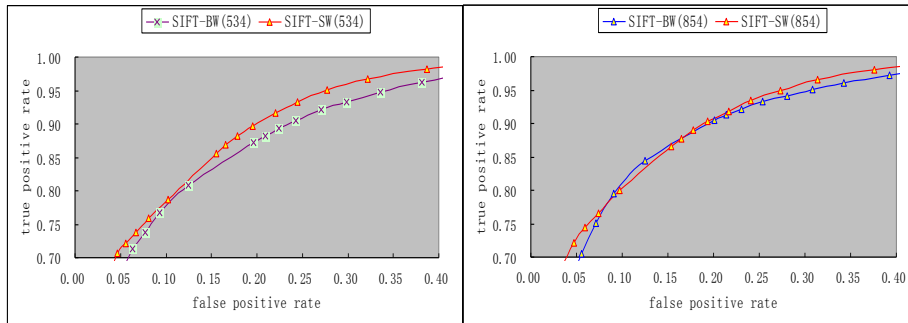 SIFT-BW(534) SIFT-SW(534)
true positive rate
1.00
0.95
0.90
0.85
0.80
0.75
0.70
0.00 0.05 0.10 0.15 0.20 0.25 0.30 0.35 0.40
false positive rate
SIFT-BW(854) SIFT-SW(854)
true positive rate
1.00
0.95
0.90
0.85
0.80
0.75
0.70
0.00 0.05 0.10 0.15 0.20 0.25 0.30 0.35 0.40
false positive rate